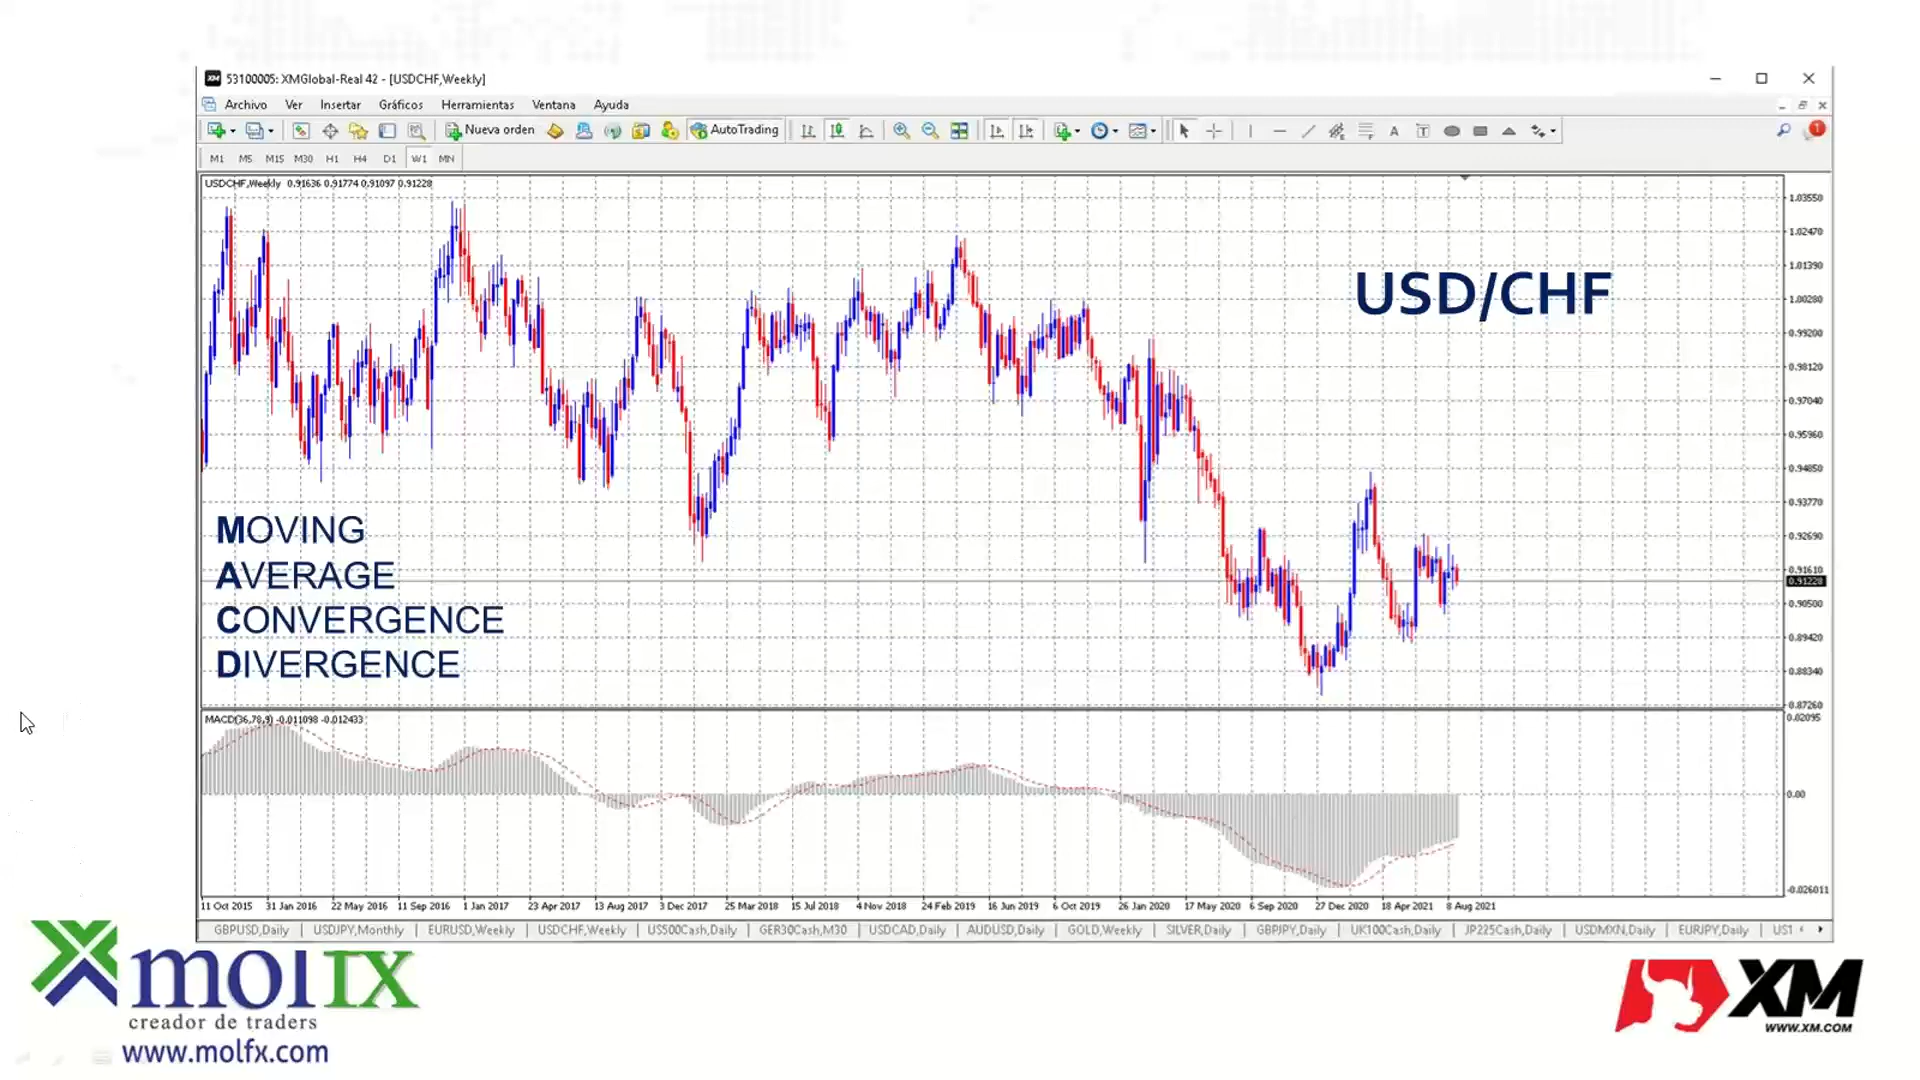 53100005: XMGlobal-Real 42 - [USDCHF,Weekly]
Archivo Ver Insertar Gráficos Herramientas Ventana Ayuda
Nueva orden AutoTrading 1
M1 M5 M15 M30 H1 H4 D1 W1 MN
USDCHF,Weekly 0.91636 0.91774 0.91097 0.91228
1.03550
1.02470
1.01390
1.00280
0.99200
0.98120
0.97040
0.95960
0.94850
0.93770
0.92690
0.91610
0.91228
0.90500
0.89420
0.88340
0.87260
USD/CHF
MOVING
AVERAGE
CONVERGENCE
DIVERGENCE
MACD(36,78,9) -0.011098 -0.012433
0.02095
0.00
-0.026011
11 Oct 2015 31 Jan 2016 22 May 2016 11 Sep 2016 1 Jan 2017 23 Apr 2017 13 Aug 2017 3 Dec 2017 25 Mar 2018 15 Jul 2018 4 Nov 2018 24 Feb 2019 16 Jun 2019 6 Oct 2019 26 Jan 2020 17 May 2020 6 Sep 2020 27 Dec 2020 18 Apr 2021 8 Aug 2021
GBPUSD,Daily USDJPY,Monthly EURUSD,Weekly USDCHF,Weekly US500Cash,Daily GER30Cash,M30 USDCAD,Daily AUDUSD,Daily GOLD,Weekly SILVER,Daily GBPJPY,Daily UK100Cash,Daily JP225Cash,Daily USDMXN,Daily EURJPY,Daily US1
molfx
creador de traders
www.molfx.com
XM
WWW.XM.COM